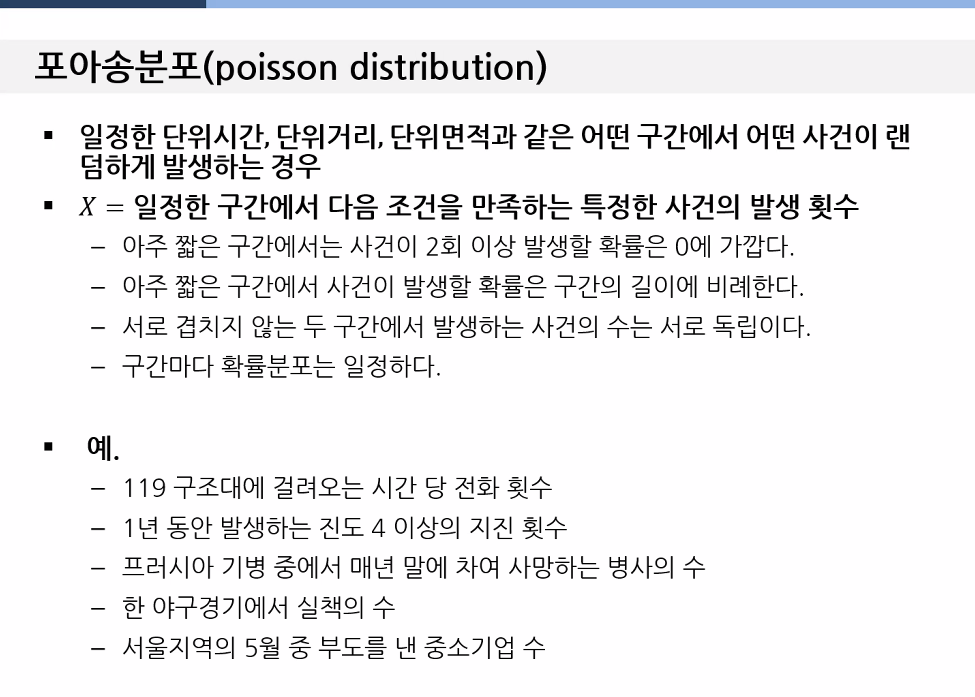 포아송분포(poisson distribution)
▪ 일정한 단위시간, 단위거리, 단위면적과 같은 어떤 구간에서 어떤 사건이 랜
덤하게 발생하는 경우
▪ X = 일정한 구간에서 다음 조건을 만족하는 특정한 사건의 발생 횟수
– 아주 짧은 구간에서는 사건이 2회 이상 발생할 확률은 0에 가깝다.
– 아주 짧은 구간에서 사건이 발생할 확률은 구간의 길이에 비례한다.
– 서로 겹치지 않는 두 구간에서 발생하는 사건의 수는 서로 독립이다.
– 구간마다 확률분포는 일정하다.
▪ 예.
– 119 구조대에 걸려오는 시간 당 전화 횟수
– 1년 동안 발생하는 진도 4 이상의 지진 횟수
– 프러시아 기병 중에서 매년 말에 차여 사망하는 병사의 수
– 한 야구경기에서 실책의 수
– 서울지역의 5월 중 부도를 낸 중소기업 수